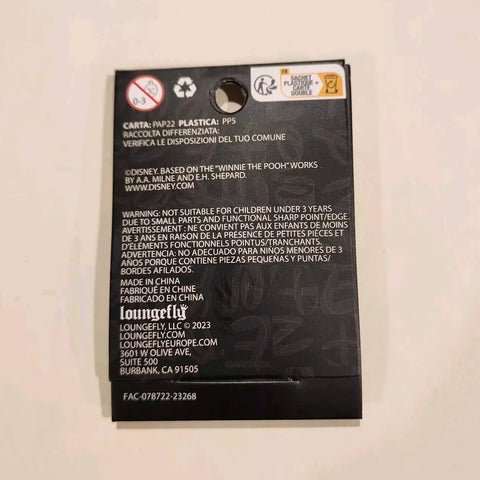 0-3
FR
SACHET
PLASTIQUE +
CARTE
DOUBLE
CARTA: PAP22 PLASTICA: PP5
RACCOLTA DIFFERENZIATA:
VERIFICA LE DISPOSIZIONI DEL TUO COMUNE
©DISNEY. BASED ON THE "WINNIE THE POOH" WORKS
BY A.A. MILNE AND E.H. SHEPARD.
WWW.DISNEY.COM
WARNING: NOT SUITABLE FOR CHILDREN UNDER 3 YEARS
DUE TO SMALL PARTS AND FUNCTIONAL SHARP POINT/EDGE.
AVERTISSEMENT : NE CONVIENT PAS AUX ENFANTS DE MOINS
DE 3 ANS EN RAISON DE LA PRESENCE DE PETITES PIÈCES ET
D'ÉLÉMENTS FONCTIONNELS POINTUS/TRANCHANTS.
ADVERTENCIA: NO ADECUADO PARA NIÑOS MENORES DE 3
AÑOS PORQUE CONTIENE PIEZAS PEQUEÑAS Y PUNTAS/
BORDES AFILADOS.
MADE IN CHINA
FABRIQUÉ EN CHINE
FABRICADO EN CHINA
loungefly
LOUNGEFLY, LLC © 2023
LOUNGEFLY.COM
LOUNGEFLYEUROPE.COM
3601 W OLIVE AVE,
SUITE 500
BURBANK, CA 91505
FAC-078722-23268